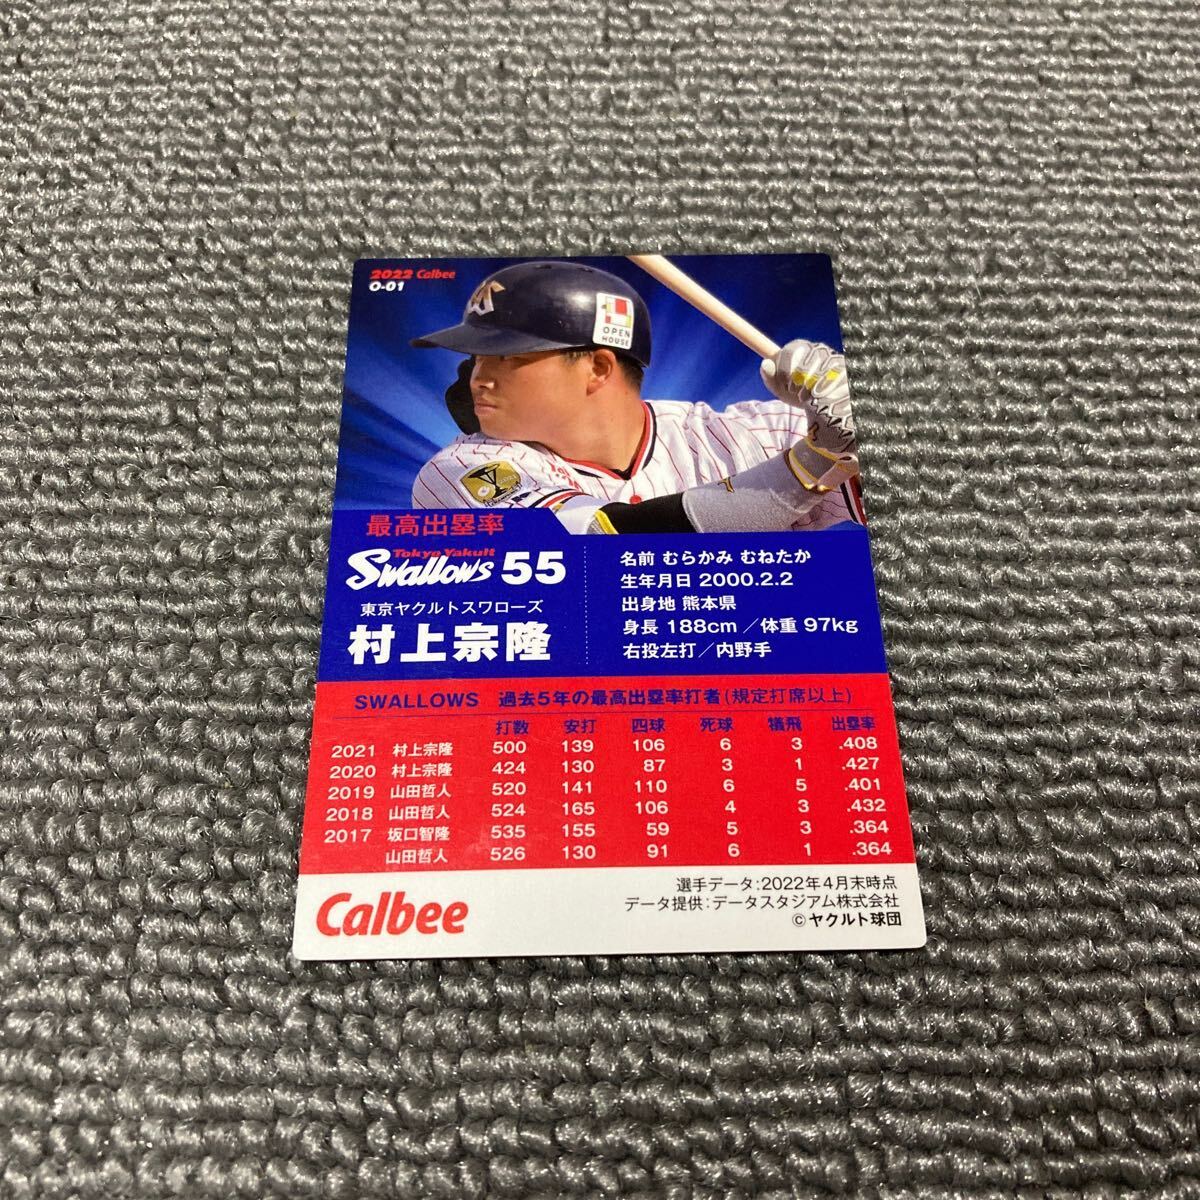 2022 Calbee
O-01
OPEN
HOUSE
最高出塁率
Tokyo Yakult
Swallows 55
東京ヤクルトスワローズ
村上宗隆
名前 むらかみ むねたか
生年月日 2000.2.2
出身地 熊本県
身長 188cm／体重 97kg
右投左打／内野手
SWALLOWS 過去5年の最高出塁率打者(規定打席以上)
打数 安打 四球 死球 犠飛 出塁率
2021 村上宗隆 500 139 106 6 3 .408
2020 村上宗隆 424 130 87 3 1 .427
2019 山田哲人 520 141 110 6 5 .401
2018 山田哲人 524 165 106 4 3 .432
2017 坂口智隆 535 155 59 5 3 .364
山田哲人 526 130 91 6 1 .364
Calbee
選手データ:2022年4月末時点
データ提供:データスタジアム株式会社
©ヤクルト球団